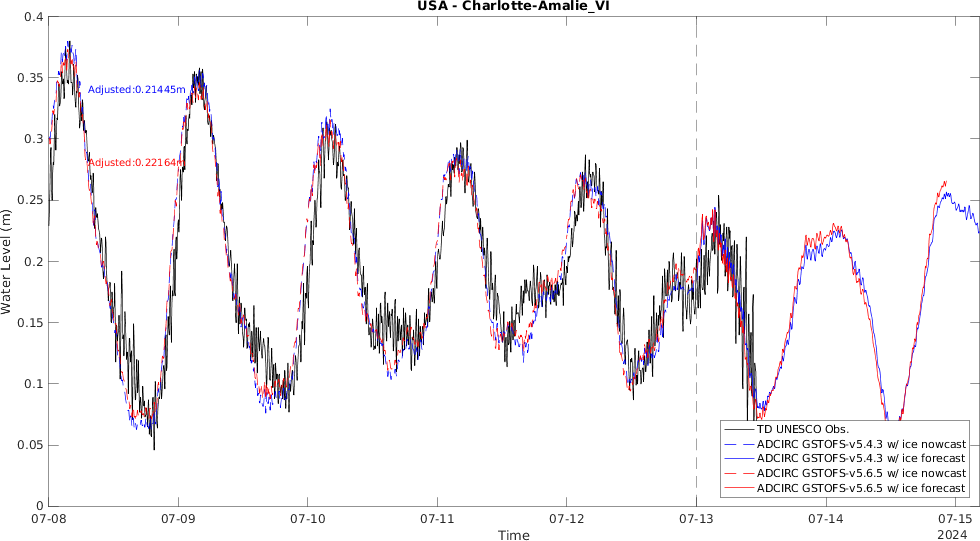 USA - Charlotte-Amalie_VI
0.4
0.35
0.3
0.25
0.2
0.15
0.1
0.05
0
Water Level (m)
Adjusted:0.21445m
Adjusted:0.22164m
TD UNESCO Obs.
ADCIRC GSTOFS-v5.4.3 w/ ice nowcast
ADCIRC GSTOFS-v5.4.3 w/ ice forecast
ADCIRC GSTOFS-v5.6.5 w/ ice nowcast
ADCIRC GSTOFS-v5.6.5 w/ ice forecast
07-08 07-09 07-10 07-11 07-12 07-13 07-14 07-15
Time 2024